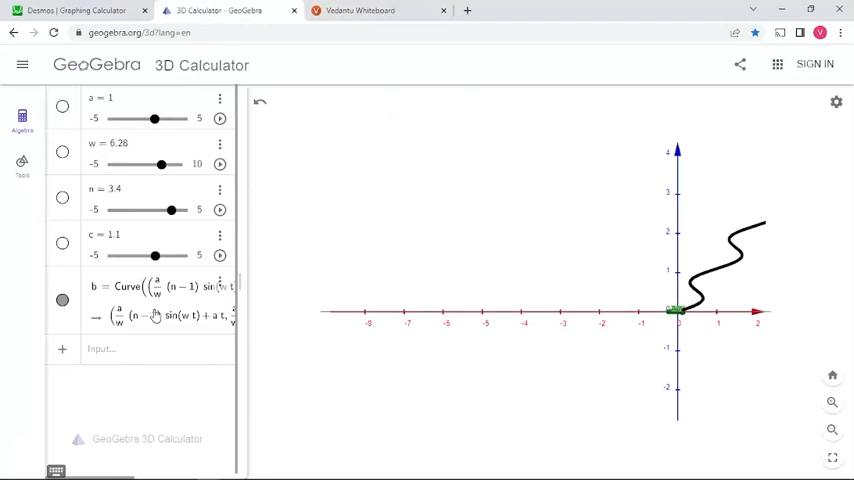 Desmos | Graphing Calculator
3D Calculator - GeoGebra
Vedantu Whiteboard
geogebra.org/3d?lang=en
V
GeoGebra 3D Calculator
SIGN IN
Algebra
Tools
a = 1
-5 5
w = 6.28
-5 10
n = 3.4
-5 5
c = 1.1
-5 5
b = Curve((a/w (n−1) sin(w t
→ (a/w (n− sin(w t) + a t,
Input...
GeoGebra 3D Calculator
4
3
2
1
0
-8 -7 -6 -5 -4 -3 -2 -1 0 1 2
-1
-2